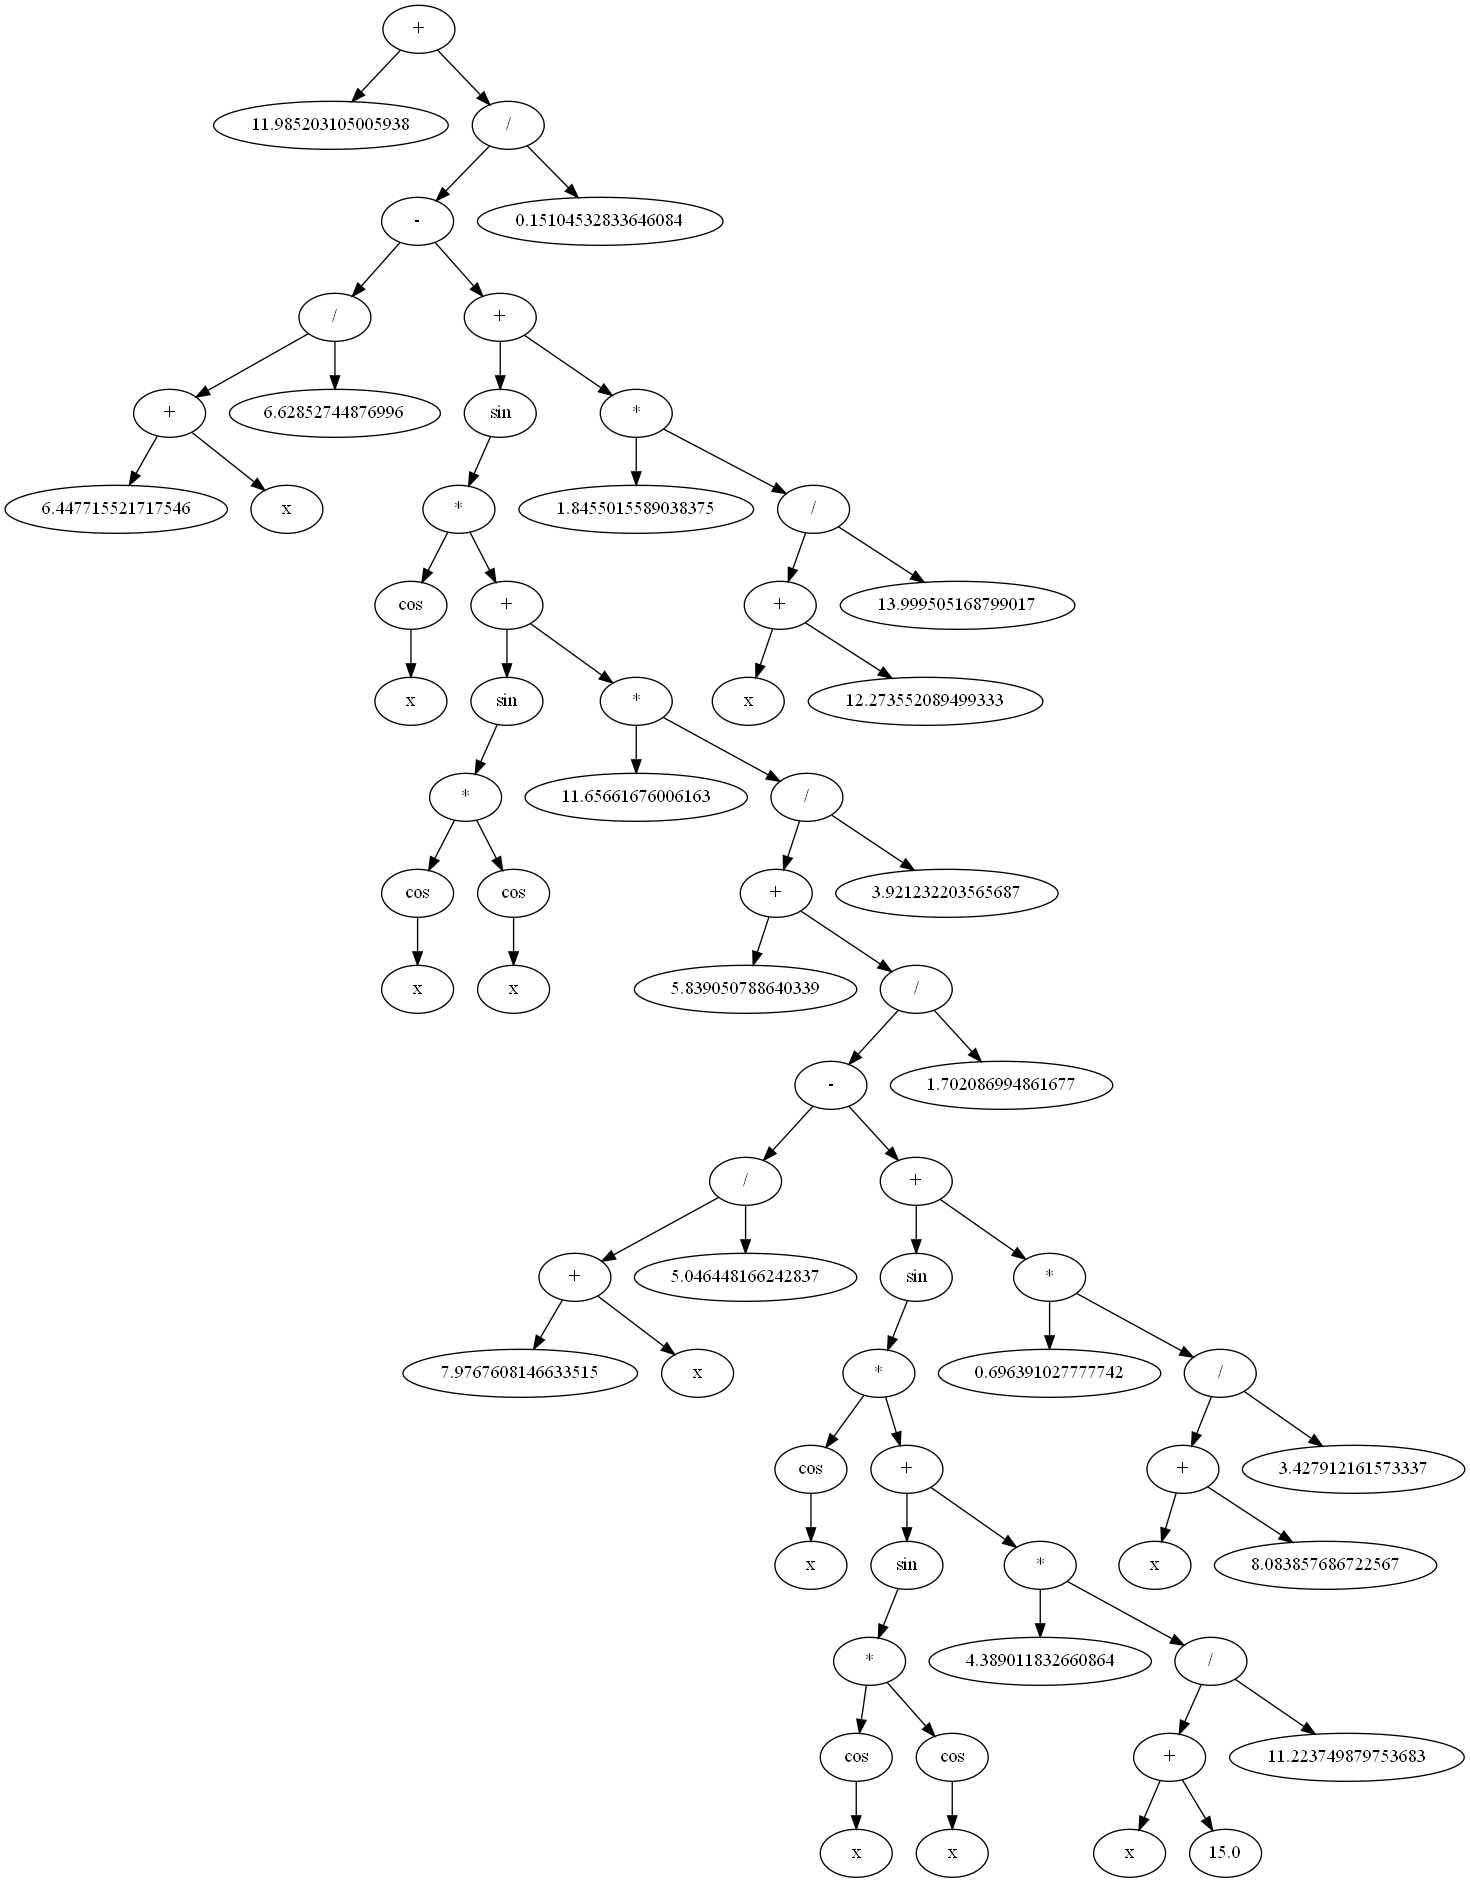 +
11.985203105005938 /
- 0.15104532833646084
/ +
+ 6.62852744876996 sin *
6.447715521717546 x * 1.8455015589038375 /
cos + + 13.999505168799017
x sin * x 12.273552089499333
* 11.65661676006163 /
cos cos + 3.921232203565687
x x 5.839050788640339 /
- 1.702086994861677
/ +
+ 5.046448166242837 sin *
7.9767608146633515 x * 0.696391027777742 /
cos + + 3.427912161573337
x sin * x 8.083857686722567
* 4.389011832660864 /
cos cos + 11.223749879753683
x x x 15.0